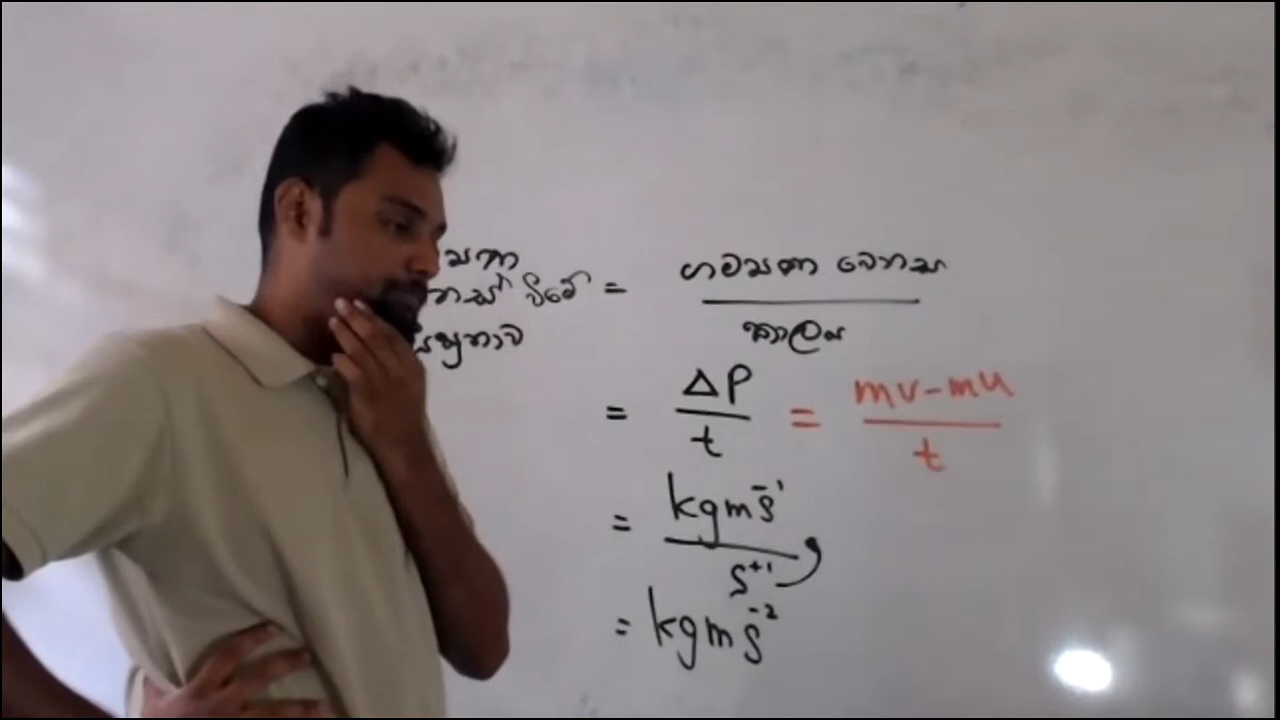 ගම්‍යතා වෙනස
වීමේ =
කාලය
= ΔP/t = mv-mu/t
= kgms⁻¹/s⁺¹
= kgms⁻²